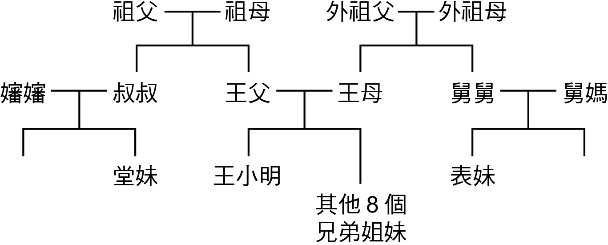 祖父 祖母 外祖父 外祖母
嬸嬸 叔叔 王父 王母 舅舅 舅媽
堂妹 王小明 表妹
其他 8 個
兄弟姐妹